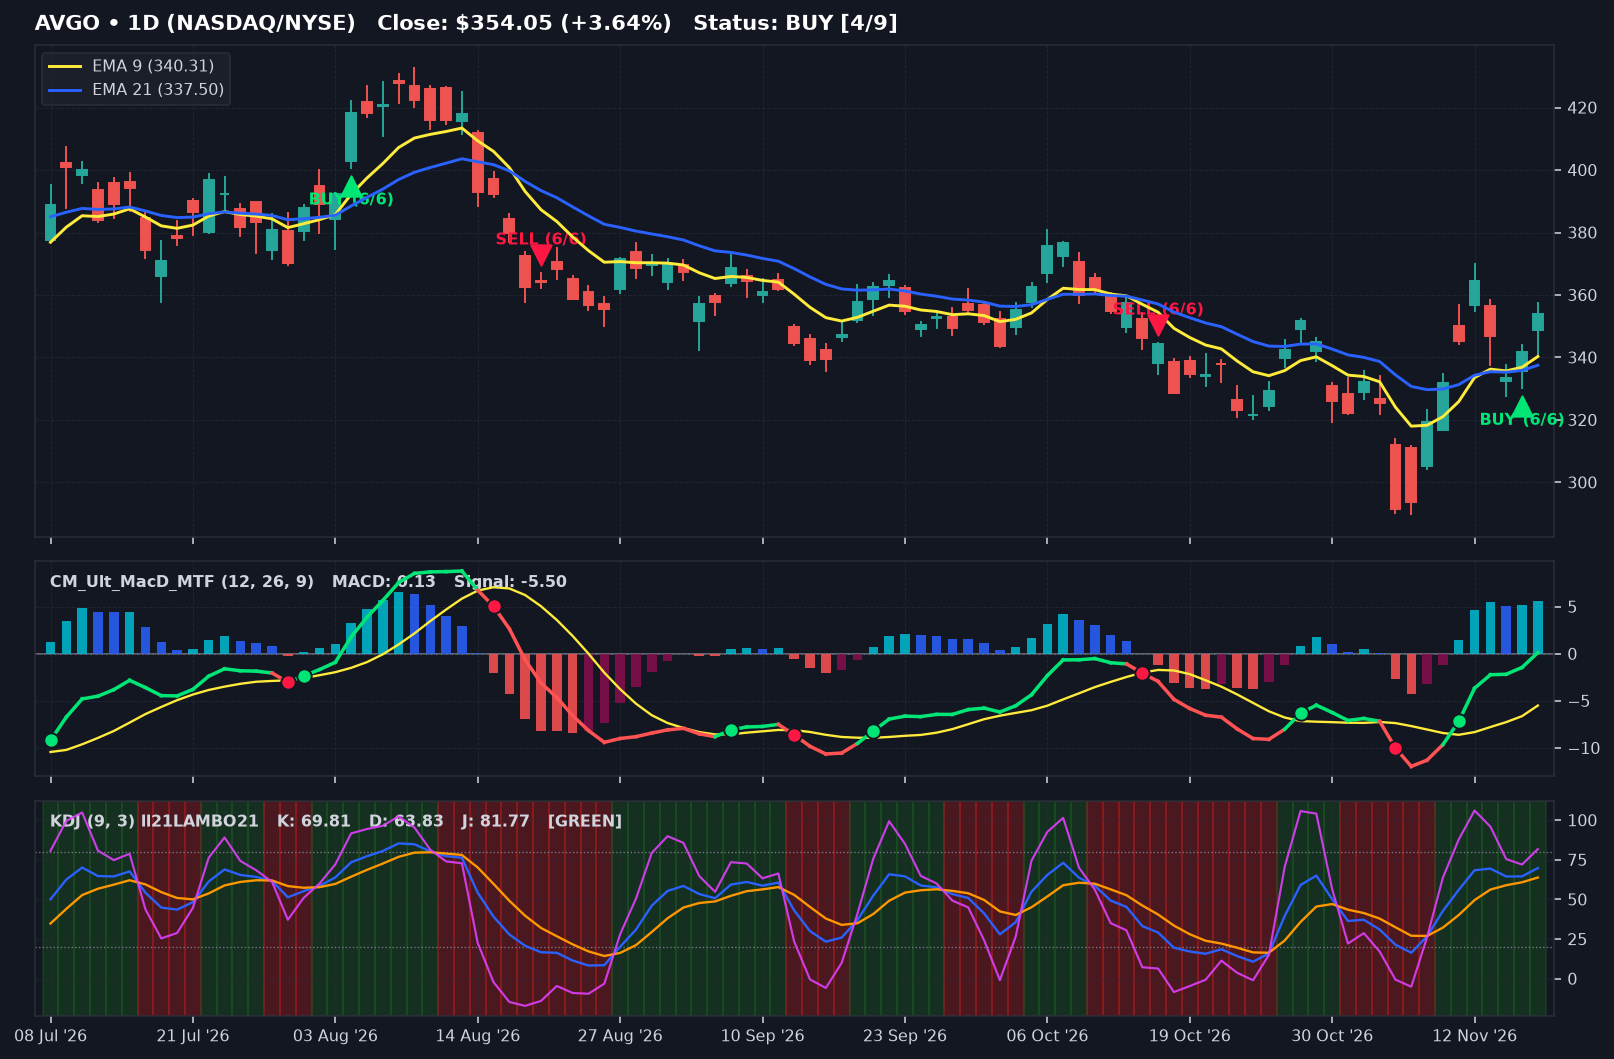 AVGO • 1D (NASDAQ/NYSE)   Close: $354.05 (+3.64%)   Status: BUY [4/9]
EMA 9 (340.31)
EMA 21 (337.50)
420
400
380
360
340
320
300
BUY (6/6)
SELL (6/6)
SELL (6/6)
BUY (6/6)
CM_Ult_MacD_MTF (12, 26, 9)   MACD: 0.13   Signal: -5.50
5
0
−5
−10
KDJ (9, 3) II21LAMBO21   K: 69.81   D: 63.83   J: 81.77   [GREEN]
100
75
50
25
0
08 Jul '26
21 Jul '26
03 Aug '26
14 Aug '26
27 Aug '26
10 Sep '26
23 Sep '26
06 Oct '26
19 Oct '26
30 Oct '26
12 Nov '26